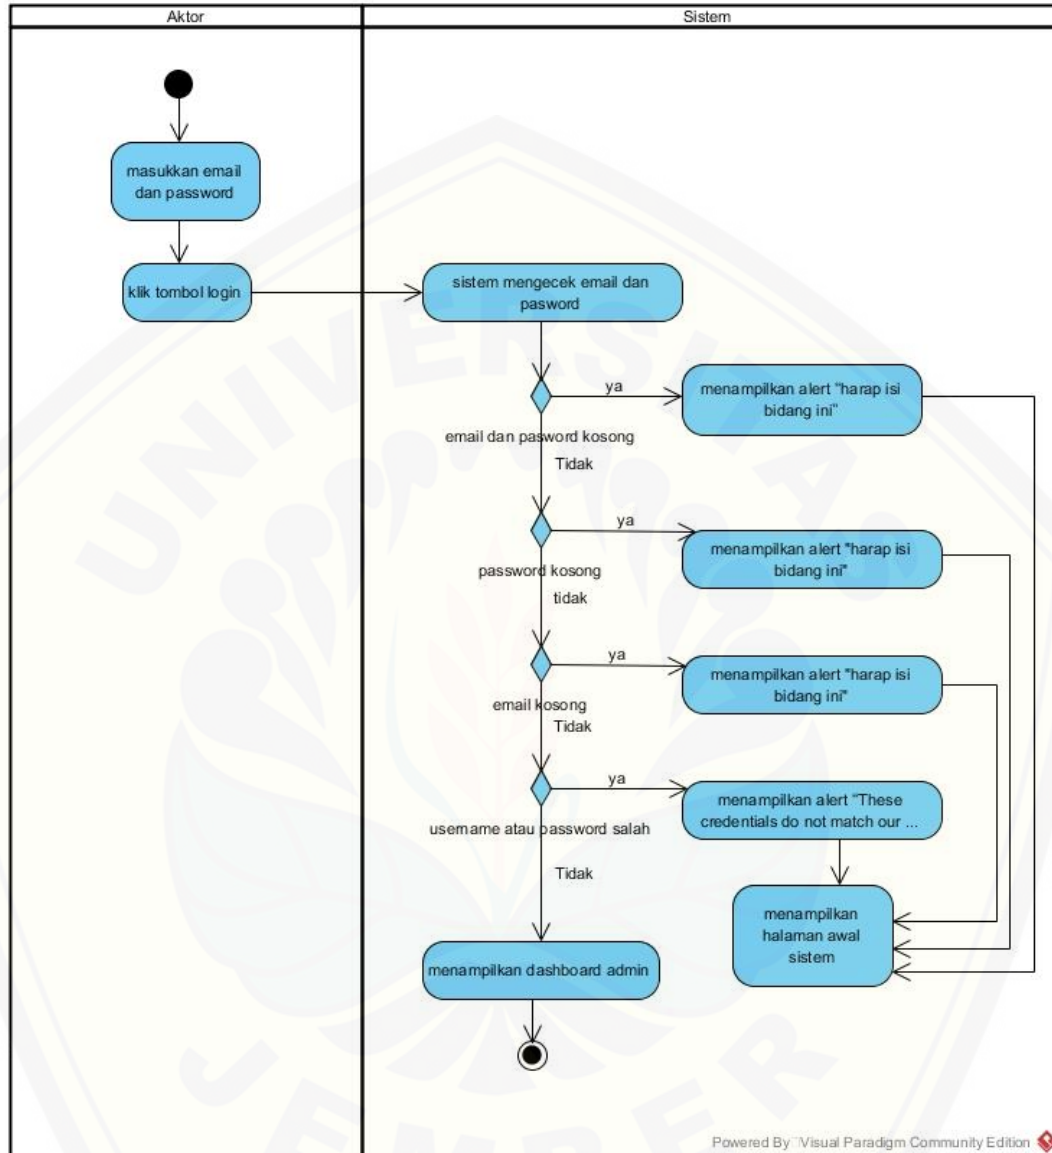 Aktor
Sistem
masukkan email
dan password
klik tombol login
sistem mengecek email dan
pasword
ya
menampilkan alert "harap isi
bidang ini"
email dan pasword kosong
Tidak
ya
menampilkan alert "harap isi
bidang ini"
password kosong
tidak
ya
menampilkan alert "harap isi
bidang ini"
email kosong
Tidak
ya
menampilkan alert "These
credentials do not match our ...
username atau password salah
Tidak
menampilkan
halaman awal
sistem
menampilkan dashboard admin
UNIVERSITAS
JEMBER
Powered By Visual Paradigm Community Edition